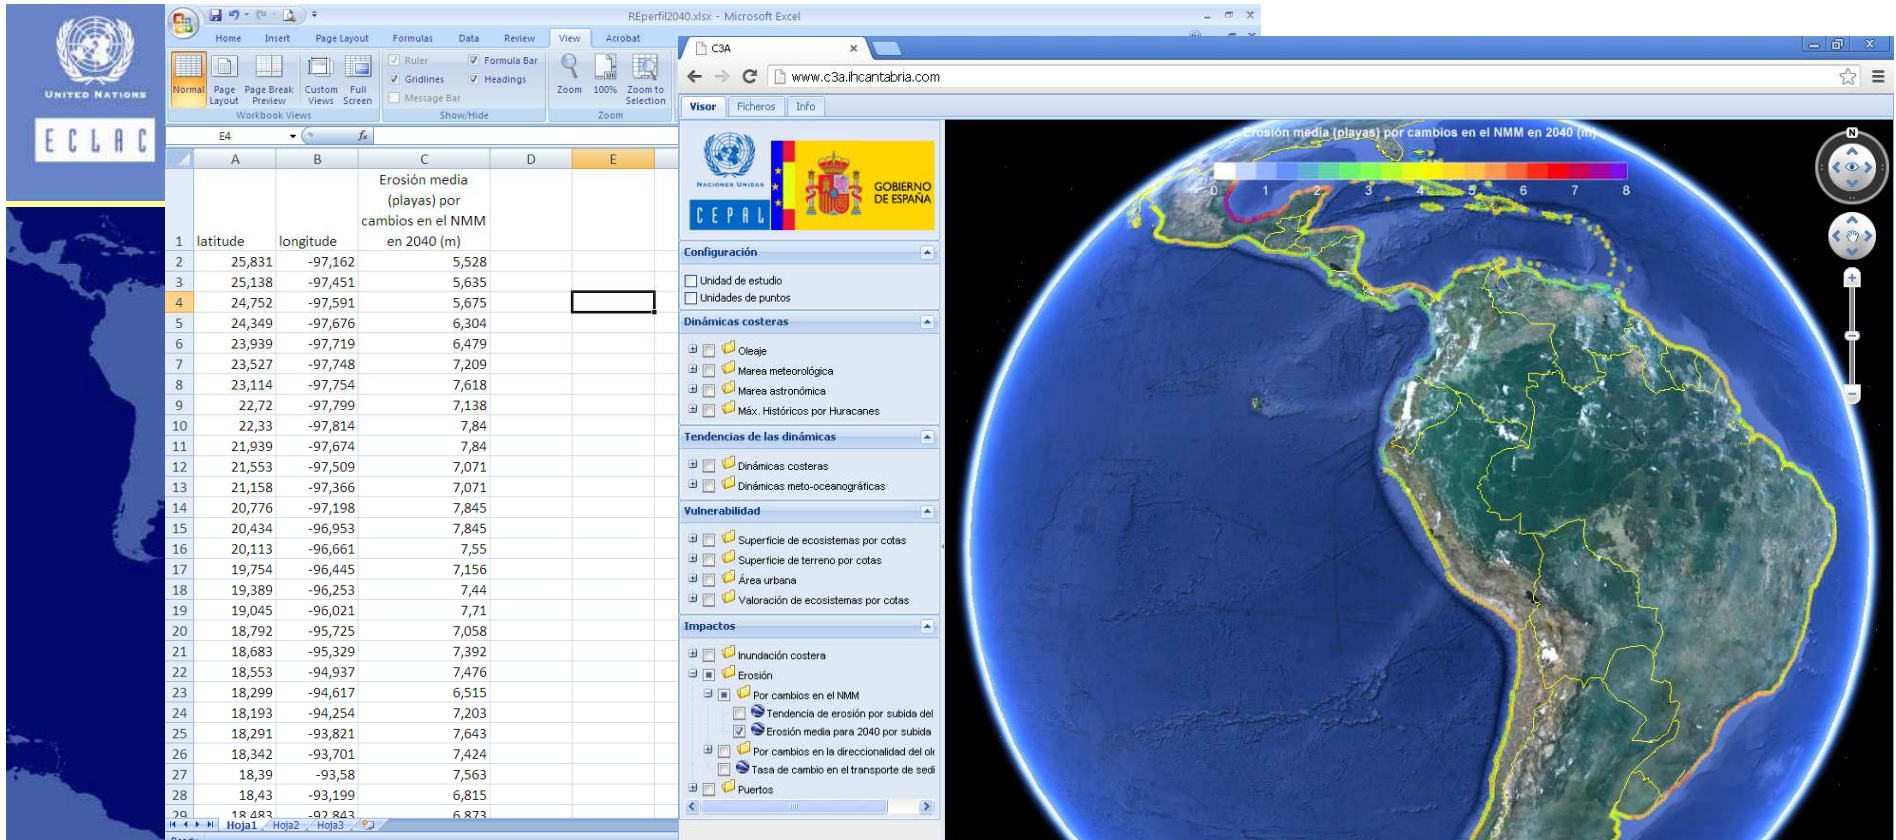 UNITED NATIONS
ECLAC
REperfil2040.xlsx - Microsoft Excel
Home Insert Page Layout Formulas Data Review View Acrobat
Normal
Page Layout
Page Break Preview
Custom Views
Full Screen
Workbook Views
Ruler
Formula Bar
Gridlines
Headings
Message Bar
Show/Hide
Zoom
100%
Zoom to Selection
Zoom
E4
fx
A B C D E
1 latitude longitude Erosión media (playas) por cambios en el NMM en 2040 (m)
2 25,831 -97,162 5,528
3 25,138 -97,451 5,635
4 24,752 -97,591 5,675
5 24,349 -97,676 6,304
6 23,939 -97,719 6,479
7 23,527 -97,748 7,209
8 23,114 -97,754 7,618
9 22,72 -97,799 7,138
10 22,33 -97,814 7,84
11 21,939 -97,674 7,84
12 21,553 -97,509 7,071
13 21,158 -97,366 7,071
14 20,776 -97,198 7,845
15 20,434 -96,953 7,845
16 20,113 -96,661 7,55
17 19,754 -96,445 7,156
18 19,389 -96,253 7,44
19 19,045 -96,021 7,71
20 18,792 -95,725 7,058
21 18,683 -95,329 7,392
22 18,553 -94,937 7,476
23 18,299 -94,617 6,515
24 18,193 -94,254 7,203
25 18,291 -93,821 7,643
26 18,342 -93,701 7,424
27 18,39 -93,58 7,563
28 18,43 -93,199 6,815
29 18,483 -92,843 6,873
Hoja1 Hoja2 Hoja3
C3A
www.c3a.ihcantabria.com
Visor Ficheros Info
NACIONES UNIDAS
CEPAL
GOBIERNO
DE ESPAÑA
Configuración
Unidad de estudio
Unidades de puntos
Dinámicas costeras
Oleaje
Marea meteorológica
Marea astronómica
Máx. Históricos por Huracanes
Tendencias de las dinámicas
Dinámicas costeras
Dinámicas meto-oceanográficas
Vulnerabilidad
Superficie de ecosistemas por cotas
Superficie de terreno por cotas
Área urbana
Valoración de ecosistemas por cotas
Impactos
Inundación costera
Erosión
Por cambios en el NMM
Tendencia de erosión por subida del
Erosión media para 2040 por subida
Por cambios en la direccionalidad del ole
Tasa de cambio en el transporte de sedi
Puertos
Erosión media (playas) por cambios en el NMM en 2040 (m)
0 1 2 3 4 5 6 7 8
N